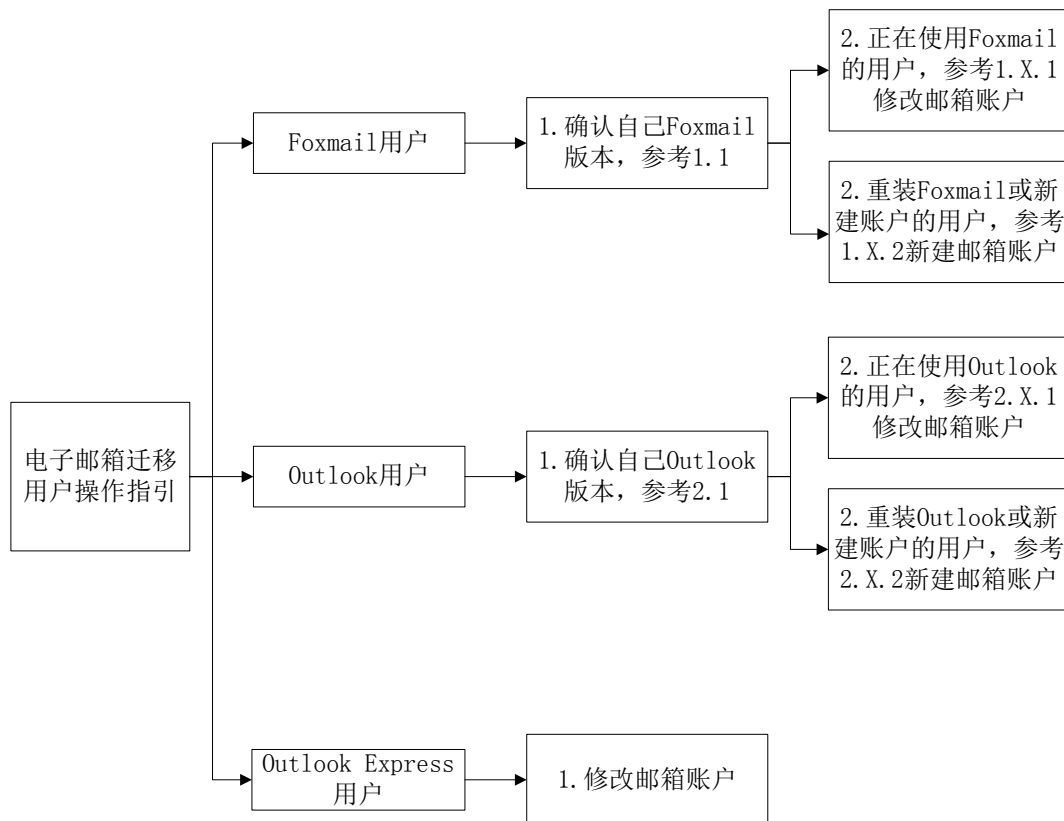 电子邮箱迁移
用户操作指引
Foxmail用户
1.确认自己Foxmail
版本，参考1.1
2.正在使用Foxmail
的用户，参考1.X.1
修改邮箱账户
2.重装Foxmail或新
建账户的用户，参考
1.X.2新建邮箱账户
Outlook用户
1.确认自己Outlook
版本，参考2.1
2.正在使用Outlook
的用户，参考2.X.1
修改邮箱账户
2.重装Outlook或新
建账户的用户，参考
2.X.2新建邮箱账户
Outlook Express
用户
1.修改邮箱账户